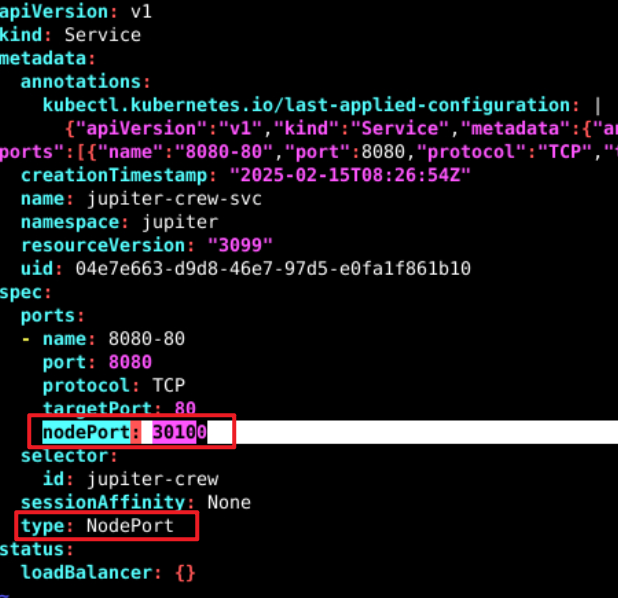 apiVersion: v1
kind: Service
metadata:
  annotations:
    kubectl.kubernetes.io/last-applied-configuration: |
      {"apiVersion":"v1","kind":"Service","metadata":{"an
ports":[{"name":"8080-80","port":8080,"protocol":"TCP","t
  creationTimestamp: "2025-02-15T08:26:54Z"
  name: jupiter-crew-svc
  namespace: jupiter
  resourceVersion: "3099"
  uid: 04e7e663-d9d8-46e7-97d5-e0fa1f861b10
spec:
  ports:
  - name: 8080-80
    port: 8080
    protocol: TCP
    targetPort: 80
    nodePort: 30100
  selector:
    id: jupiter-crew
  sessionAffinity: None
  type: NodePort
status:
  loadBalancer: {}
~